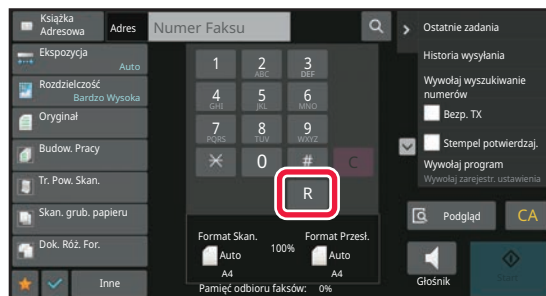 Książka
Adresowa
Adres
Numer Faksu
Ekspozycja
Auto
Rozdzielczość
Bardzo Wysoka
Oryginał
Budow. Pracy
Tr. Pow. Skan.
Skan. grub. papieru
Dok. Róż. For.
Inne
1
2
ABC
3
DEF
4
GHI
5
JKL
6
MNO
7
PQRS
8
TUV
9
WXYZ
0
#
C
R
Format Skan.
100%
Format Przesł.
Auto
Auto
A4
A4
Pamięć odbioru faksów: 0%
Ostatnie zadania
Historia wysyłania
Wywołaj wyszukiwanie
numerów
Bezp. TX
Stempel potwierdzaj.
Wywołaj program
Wywołaj zarejestr. ustawienia
Podgląd
CA
Głośnik
Start